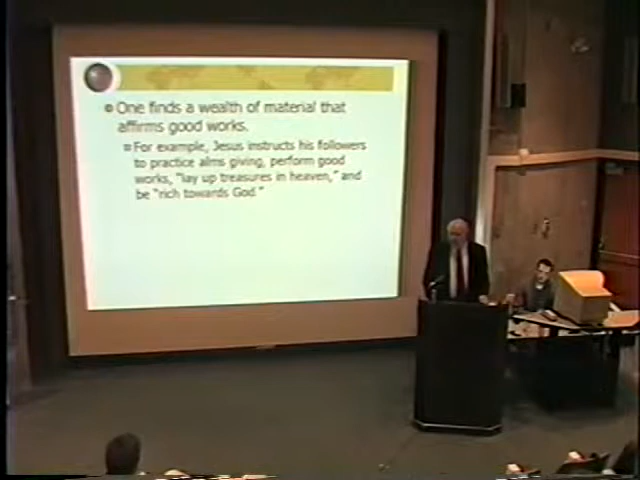 One finds a wealth of material that
affirms good works.
For example, Jesus instructs his followers
to practice alms giving, perform good
works, "lay up treasures in heaven," and
be "rich towards God."